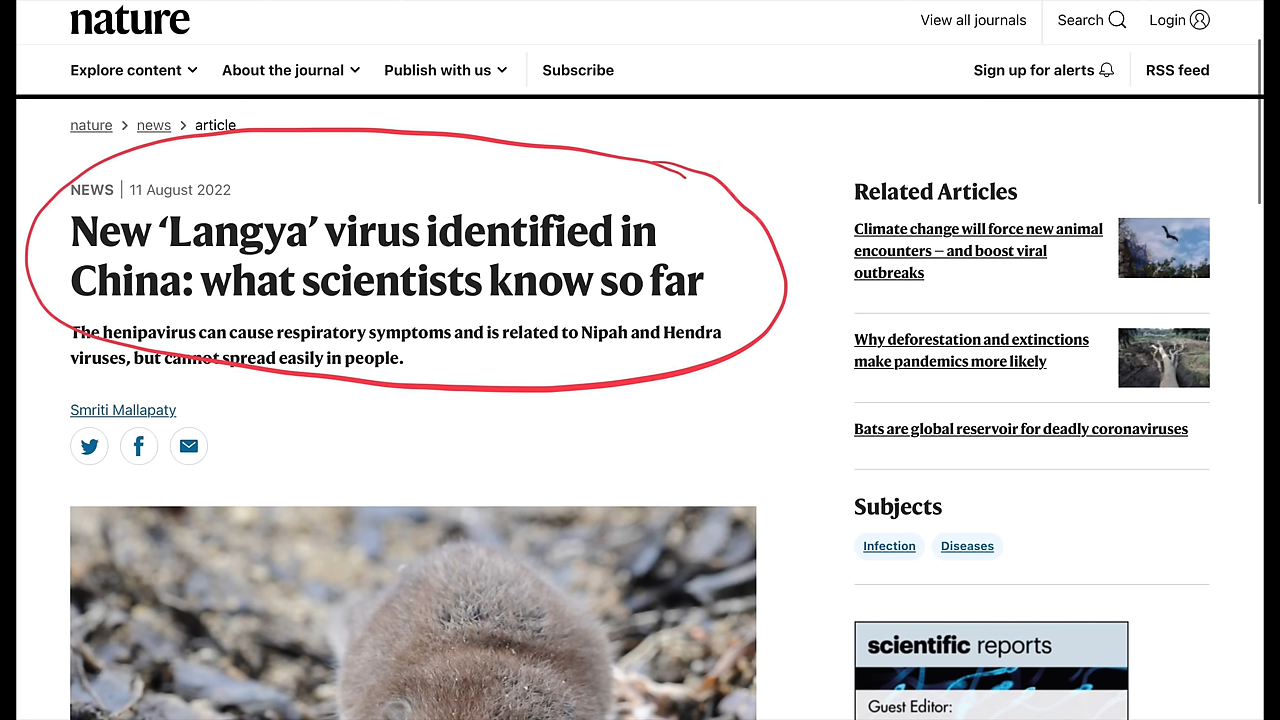 nature
View all journals
Search
Login
Explore content
About the journal
Publish with us
Subscribe
Sign up for alerts
RSS feed
nature > news > article
NEWS | 11 August 2022
New ‘Langya’ virus identified in
China: what scientists know so far
The henipavirus can cause respiratory symptoms and is related to Nipah and Hendra
viruses, but cannot spread easily in people.
Smriti Mallapaty
Related Articles
Climate change will force new animal
encounters — and boost viral
outbreaks
Why deforestation and extinctions
make pandemics more likely
Bats are global reservoir for deadly coronaviruses
Subjects
Infection
Diseases
scientific reports
Guest Editor: